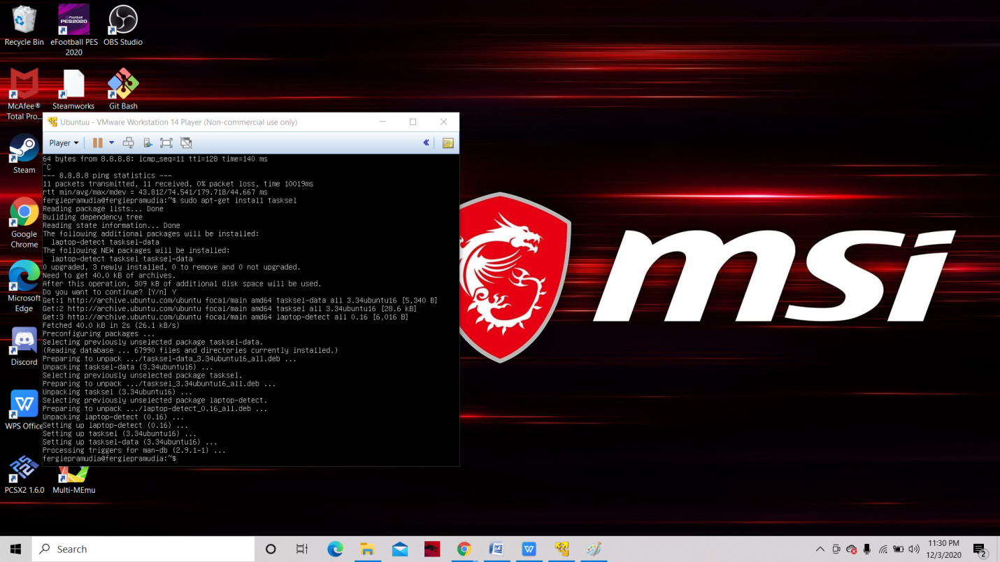 Recycle Bin
eFootball PES 2020
OBS Studio
McAfee® Total Pro...
Steamworks
Git Bash
Steam
Google Chrome
Microsoft Edge
Discord
WPS Office
PCSX2 1.6.0
Multi-MEmu
Ubuntuu - VMware Workstation 14 Player (Non-commercial use only)
Player
64 bytes from 8.8.8.8: icmp_seq=11 ttl=128 time=140 ms
^C
--- 8.8.8.8 ping statistics ---
11 packets transmitted, 11 received, 0% packet loss, time 10019ms
rtt min/avg/max/mdev = 43.812/74.541/179.718/44.667 ms
fergiepramudia@fergiepramudia:~$ sudo apt-get install tasksel
Reading package lists... Done
Building dependency tree
Reading state information... Done
The following additional packages will be installed:
  laptop-detect tasksel-data
The following NEW packages will be installed:
  laptop-detect tasksel tasksel-data
0 upgraded, 3 newly installed, 0 to remove and 0 not upgraded.
Need to get 40.0 kB of archives.
After this operation, 309 kB of additional disk space will be used.
Do you want to continue? [Y/n] Y
Get:1 http://archive.ubuntu.com/ubuntu focal/main amd64 tasksel-data all 3.34ubuntu16 [5,340 B]
Get:2 http://archive.ubuntu.com/ubuntu focal/main amd64 tasksel all 3.34ubuntu16 [28.6 kB]
Get:3 http://archive.ubuntu.com/ubuntu focal/main amd64 laptop-detect all 0.16 [6,016 B]
Fetched 40.0 kB in 2s (26.1 kB/s)
Preconfiguring packages ...
Selecting previously unselected package tasksel-data.
(Reading database ... 67990 files and directories currently installed.)
Preparing to unpack .../tasksel-data_3.34ubuntu16_all.deb ...
Unpacking tasksel-data (3.34ubuntu16) ...
Selecting previously unselected package tasksel.
Preparing to unpack .../tasksel_3.34ubuntu16_all.deb ...
Unpacking tasksel (3.34ubuntu16) ...
Selecting previously unselected package laptop-detect.
Preparing to unpack .../laptop-detect_0.16_all.deb ...
Unpacking laptop-detect (0.16) ...
Setting up laptop-detect (0.16) ...
Setting up tasksel (3.34ubuntu16) ...
Setting up tasksel-data (3.34ubuntu16) ...
Processing triggers for man-db (2.9.1-1) ...
fergiepramudia@fergiepramudia:~$
msi
Search
11:30 PM
12/3/2020
2